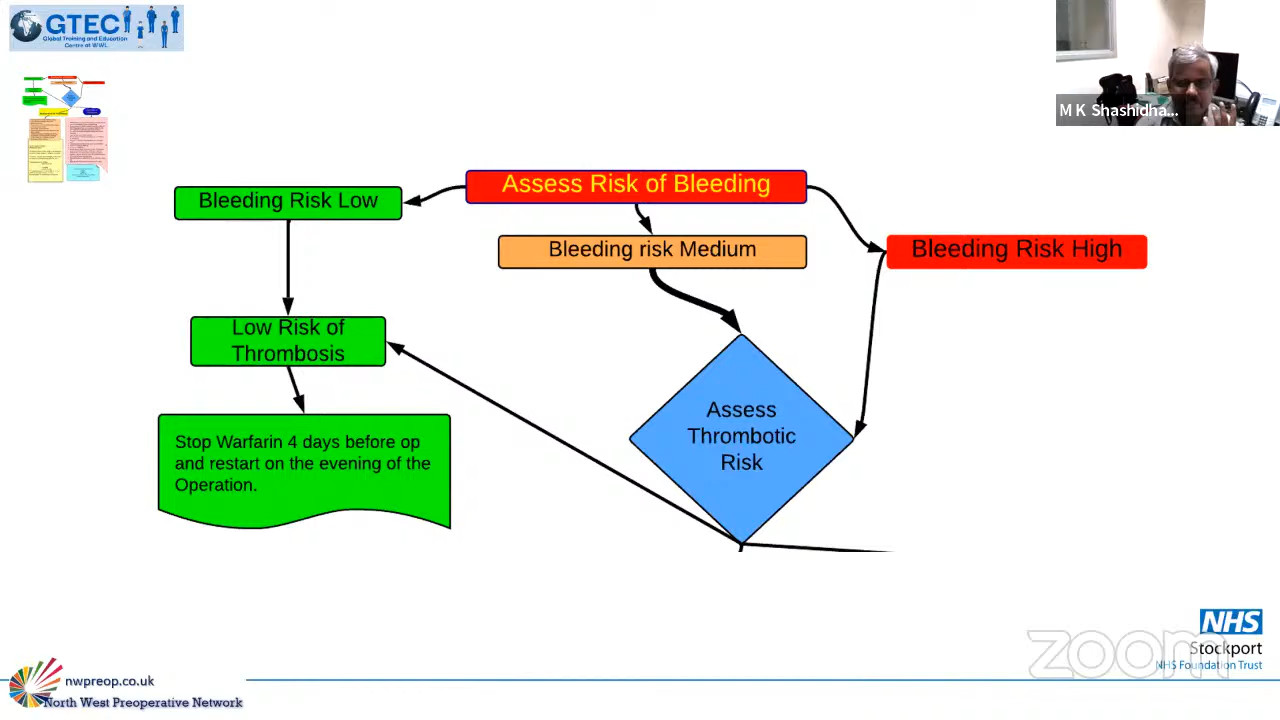 GTEC
Global Training and Education
Centre at WWL
M K Shashidha...
Assess Risk of Bleeding
Bleeding Risk Low
Bleeding risk Medium
Bleeding Risk High
Low Risk of
Thrombosis
Assess
Thrombotic
Risk
Stop Warfarin 4 days before op
and restart on the evening of the
Operation.
NHS
Stockport
NHS Foundation Trust
zoom
nwpreop.co.uk
North West Preoperative Network